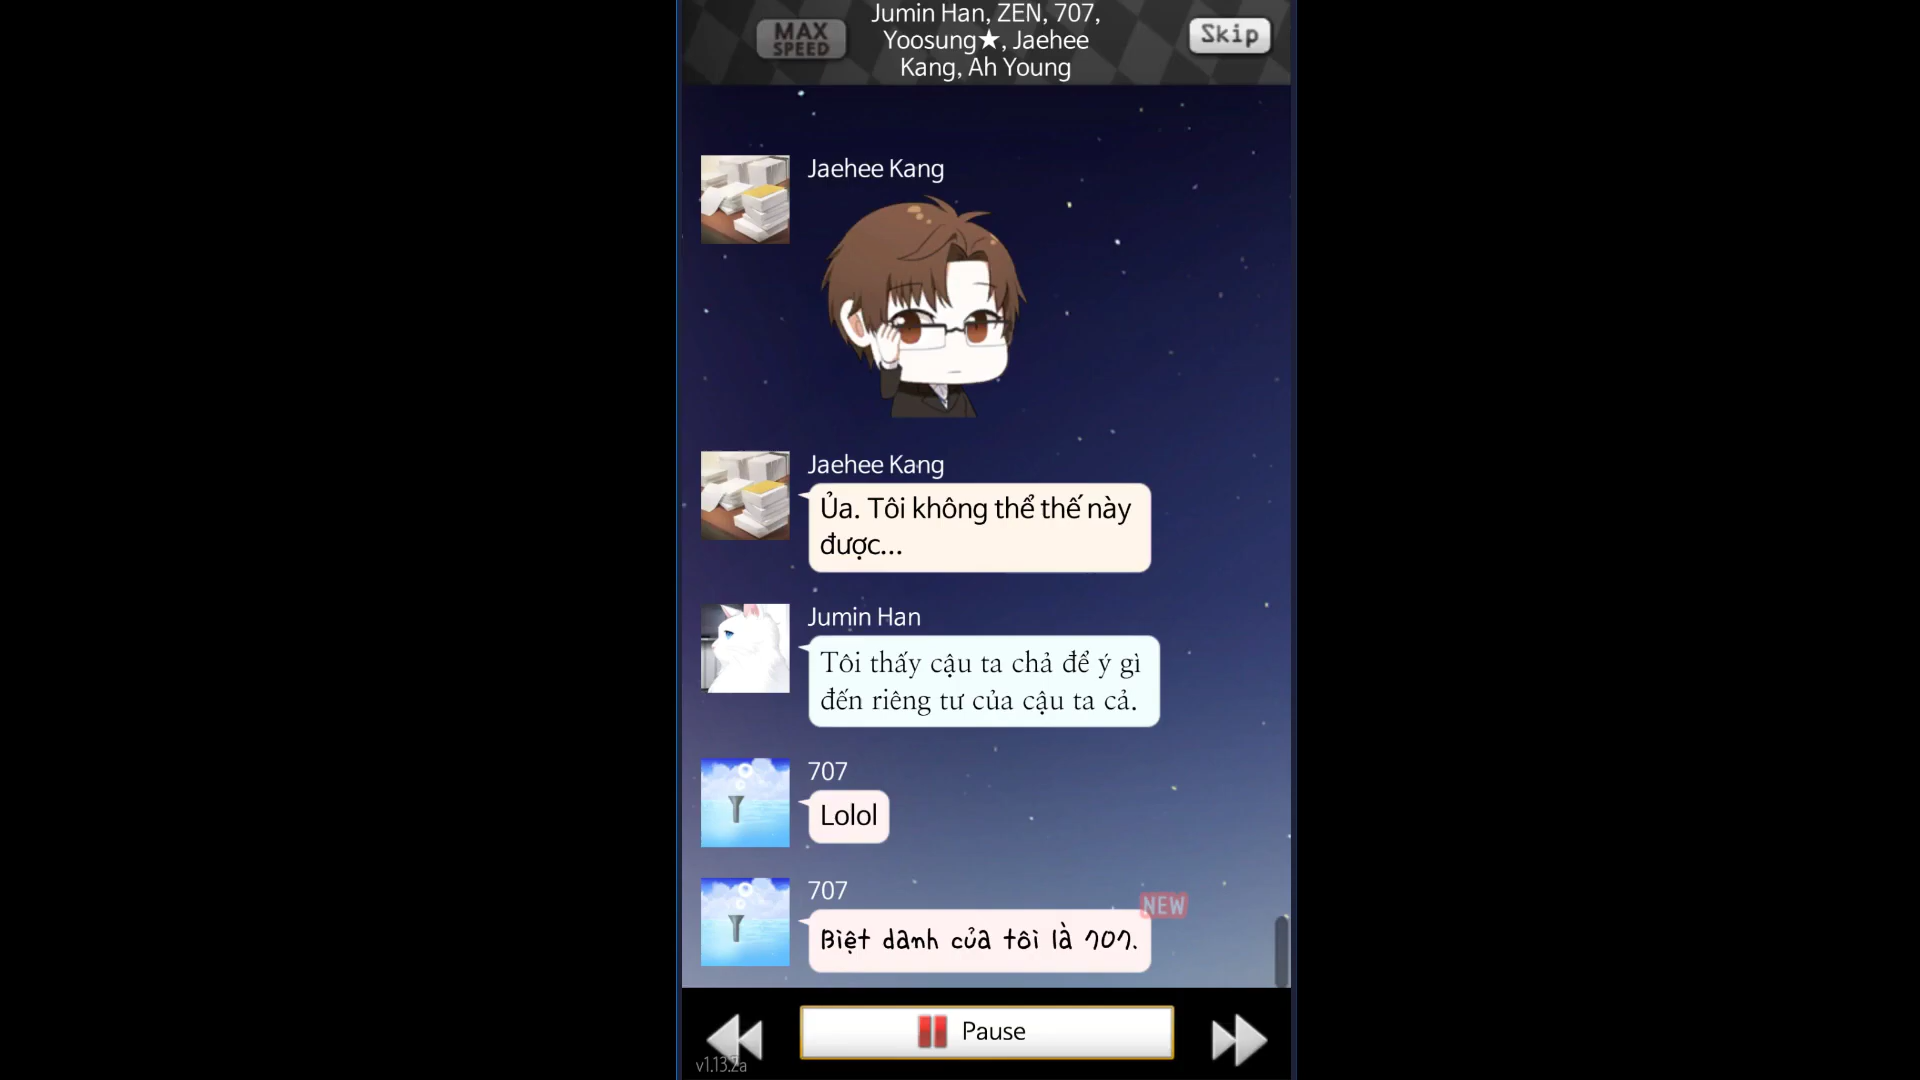 MAX
SPEED
Jumin Han, ZEN, 707,
Yoosung★, Jaehee
Kang, Ah Young
Skip
Jaehee Kang
Jaehee Kang
Ủa. Tôi không thể thế này
được...
Jumin Han
Tôi thấy cậu ta chả để ý gì
đến riêng tư của cậu ta cả.
707
Lolol
707
NEW
Biệt danh của tôi là 707.
Pause
v1.13.2a